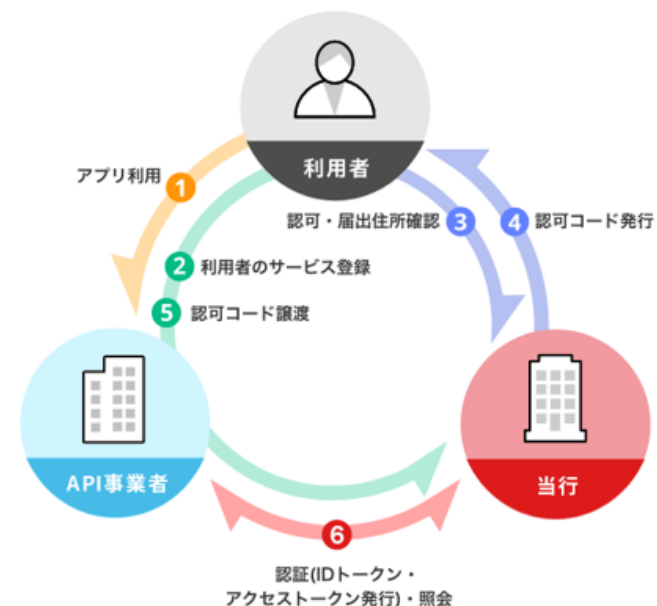 利用者
アプリ利用
1
認可・届出住所確認
3
4
認可コード発行
2
利用者のサービス登録
5
認可コード譲渡
API事業者
当行
6
認証(IDトークン・
アクセストークン発行)・照会